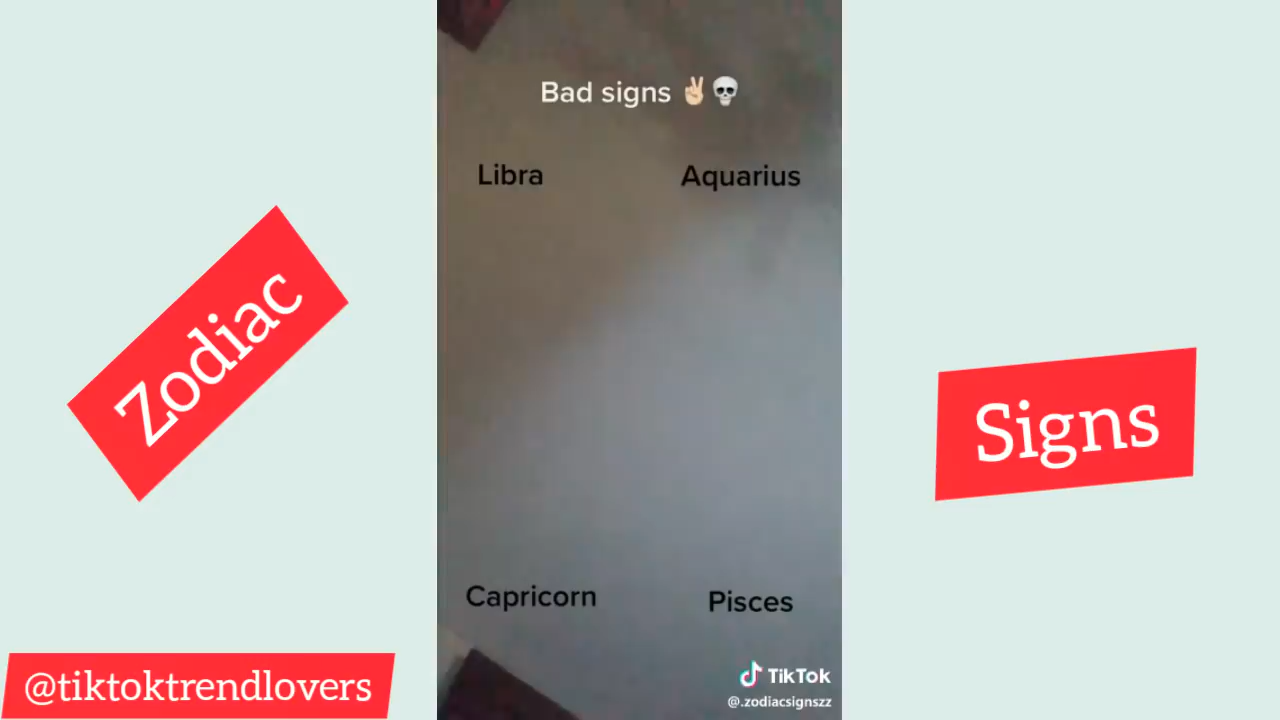 Bad signs ✌🏻💀
Libra
Aquarius
Zodiac
Signs
Capricorn
Pisces
TikTok
@.zodiacsignszz
@tiktoktrendlovers